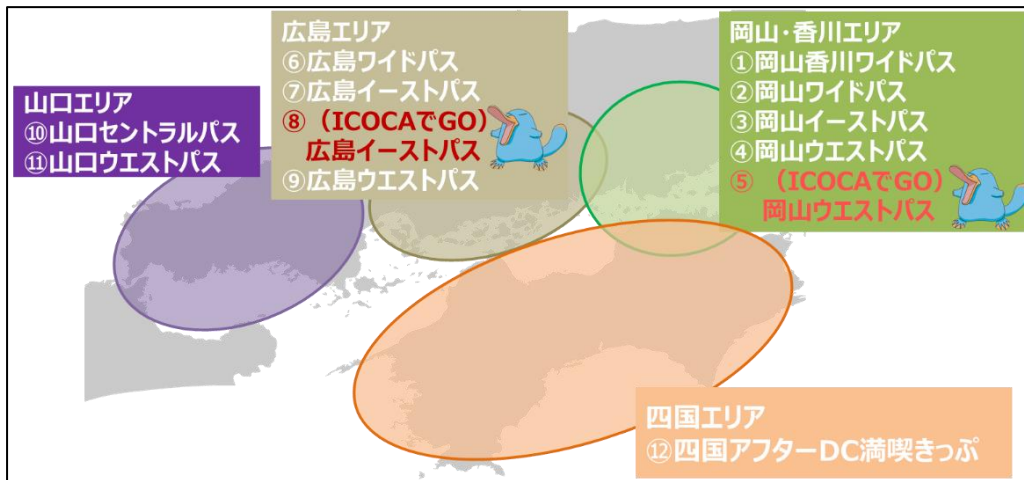 山口エリア
⑩山口セントラルパス
⑪山口ウエストパス
広島エリア
⑥広島ワイドパス
⑦広島イーストパス
⑧（ICOCAでGO）
広島イーストパス
⑨広島ウエストパス
岡山・香川エリア
①岡山香川ワイドパス
②岡山ワイドパス
③岡山イーストパス
④岡山ウエストパス
⑤（ICOCAでGO）
岡山ウエストパス
四国エリア
⑫四国アフターDC満喫きっぷ